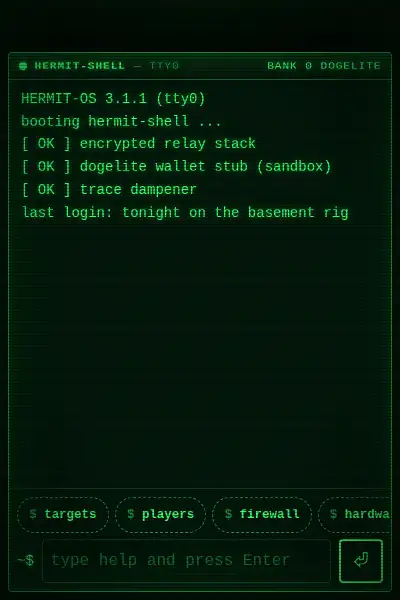 HERMIT-SHELL — TTY0
BANK 0 DOGELITE
HERMIT-OS 3.1.1 (tty0)
booting hermit-shell ...
[ OK ] encrypted relay stack
[ OK ] dogelite wallet stub (sandbox)
[ OK ] trace dampener
last login: tonight on the basement rig
$ targets
$ players
$ firewall
$ hardwa
~$ type help and press Enter